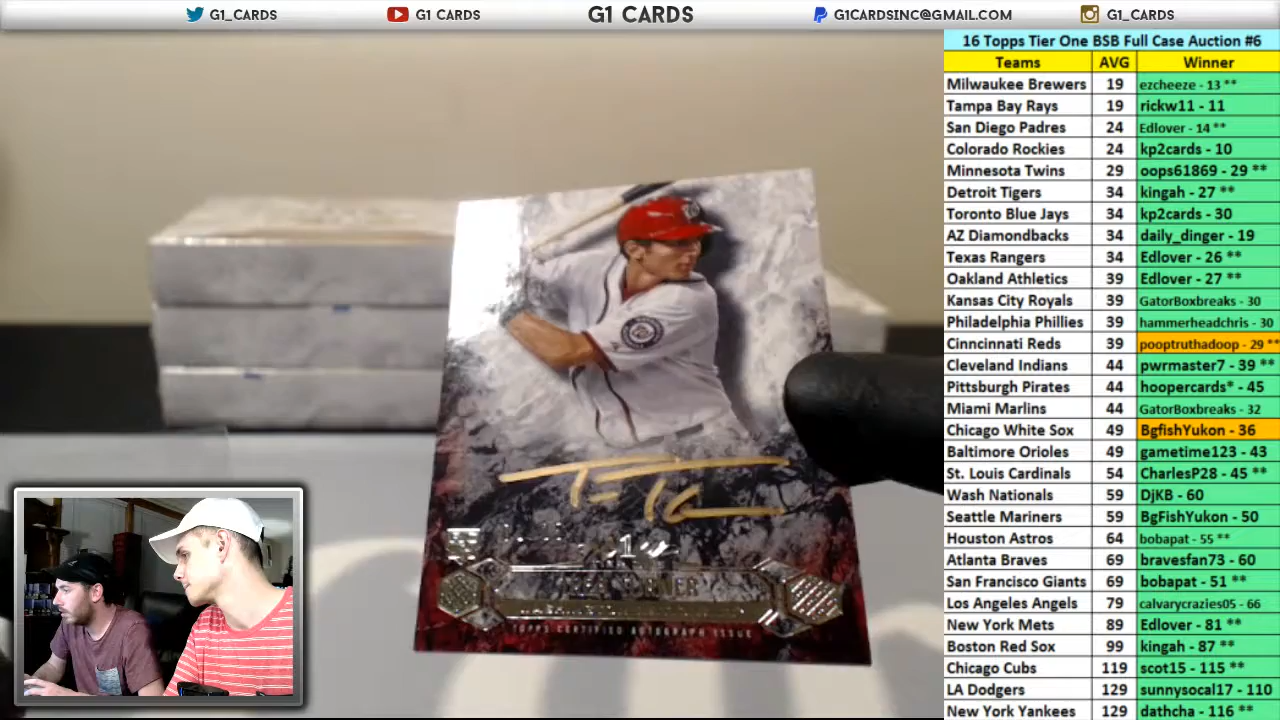 G1_CARDS
G1 CARDS
G1 CARDS
G1CARDSINC@GMAIL.COM
G1_CARDS
16 Topps Tier One BSB Full Case Auction #6
Teams AVG Winner
Milwaukee Brewers 19 ezcheeze - 13 **
Tampa Bay Rays 19 rickw11 - 11
San Diego Padres 24 Edlover - 14 **
Colorado Rockies 24 kp2cards - 10
Minnesota Twins 29 oops61869 - 29 **
Detroit Tigers 34 kingah - 27 **
Toronto Blue Jays 34 kp2cards - 30
AZ Diamondbacks 34 daily_dinger - 19
Texas Rangers 34 Edlover - 26 **
Oakland Athletics 39 Edlover - 27 **
Kansas City Royals 39 GatorBoxbreaks - 30
Philadelphia Phillies 39 hammerheadchris - 30
Cinncinnati Reds 39 pooptruthadoop - 29 **
Cleveland Indians 44 pwrmaster7 - 39 **
Pittsburgh Pirates 44 hoopercards* - 45
Miami Marlins 44 GatorBoxbreaks - 32
Chicago White Sox 49 BgfishYukon - 36
Baltimore Orioles 49 gametime123 - 43
St. Louis Cardinals 54 CharlesP28 - 45 **
Wash Nationals 59 DjKB - 60
Seattle Mariners 59 BgFishYukon - 50
Houston Astros 64 bobapat - 55 **
Atlanta Braves 69 bravesfan73 - 60
San Francisco Giants 69 bobapat - 51 **
Los Angeles Angels 79 calvarycrazies05 - 66
New York Mets 89 Edlover - 81 **
Boston Red Sox 99 kingah - 87 **
Chicago Cubs 119 scot15 - 115 **
LA Dodgers 129 sunnysocal17 - 110
New York Yankees 129 dathcha - 116 **
TOPPS CERTIFIED AUTOGRAPH ISSUE